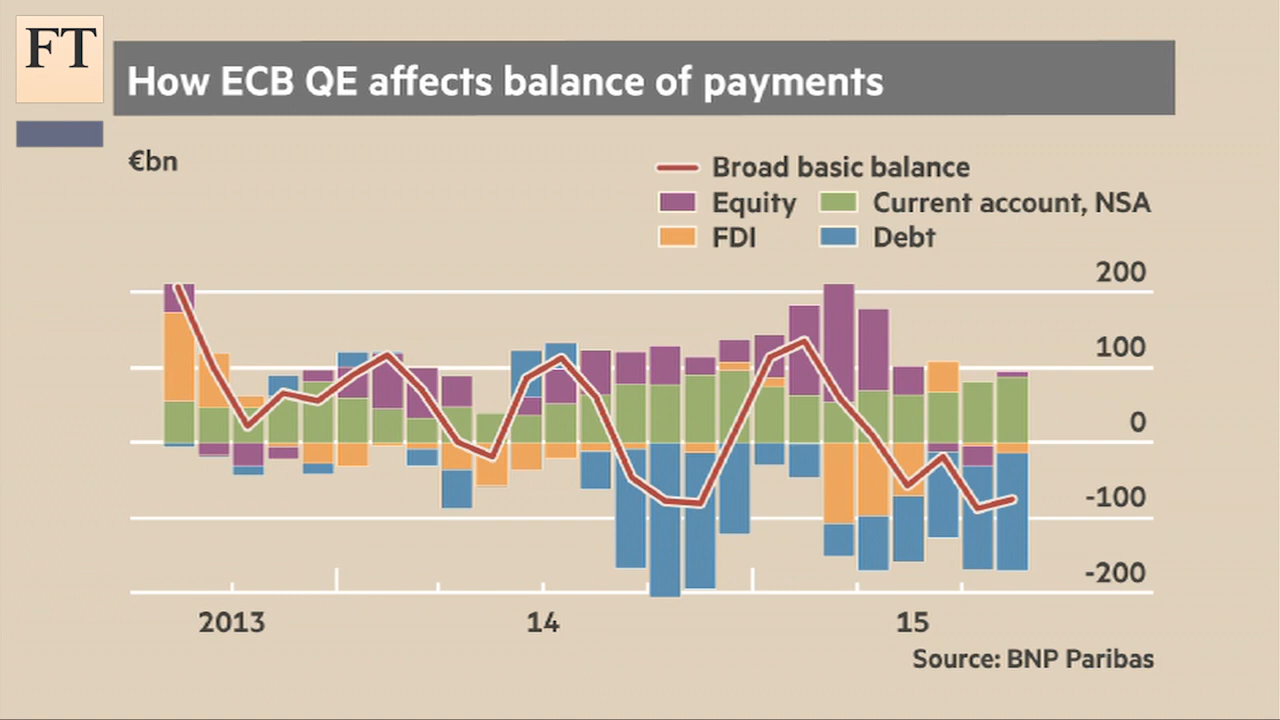 FT
How ECB QE affects balance of payments
€bn
Broad basic balance
Equity
Current account, NSA
FDI
Debt
200
100
0
-100
-200
2013
14
15
Source: BNP Paribas